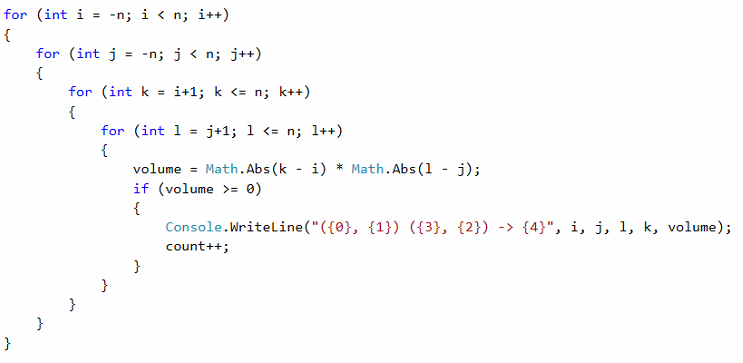 for (int i = -n; i < n; i++)
{
    for (int j = -n; j < n; j++)
    {
        for (int k = i+1; k <= n; k++)
        {
            for (int l = j+1; l <= n; l++)
            {
                volume = Math.Abs(k - i) * Math.Abs(l - j);
                if (volume >= 0)
                {
                    Console.WriteLine("({0}, {1}) ({3}, {2}) -> {4}", i, j, l, k, volume);
                    count++;
                }
            }
        }
    }
}